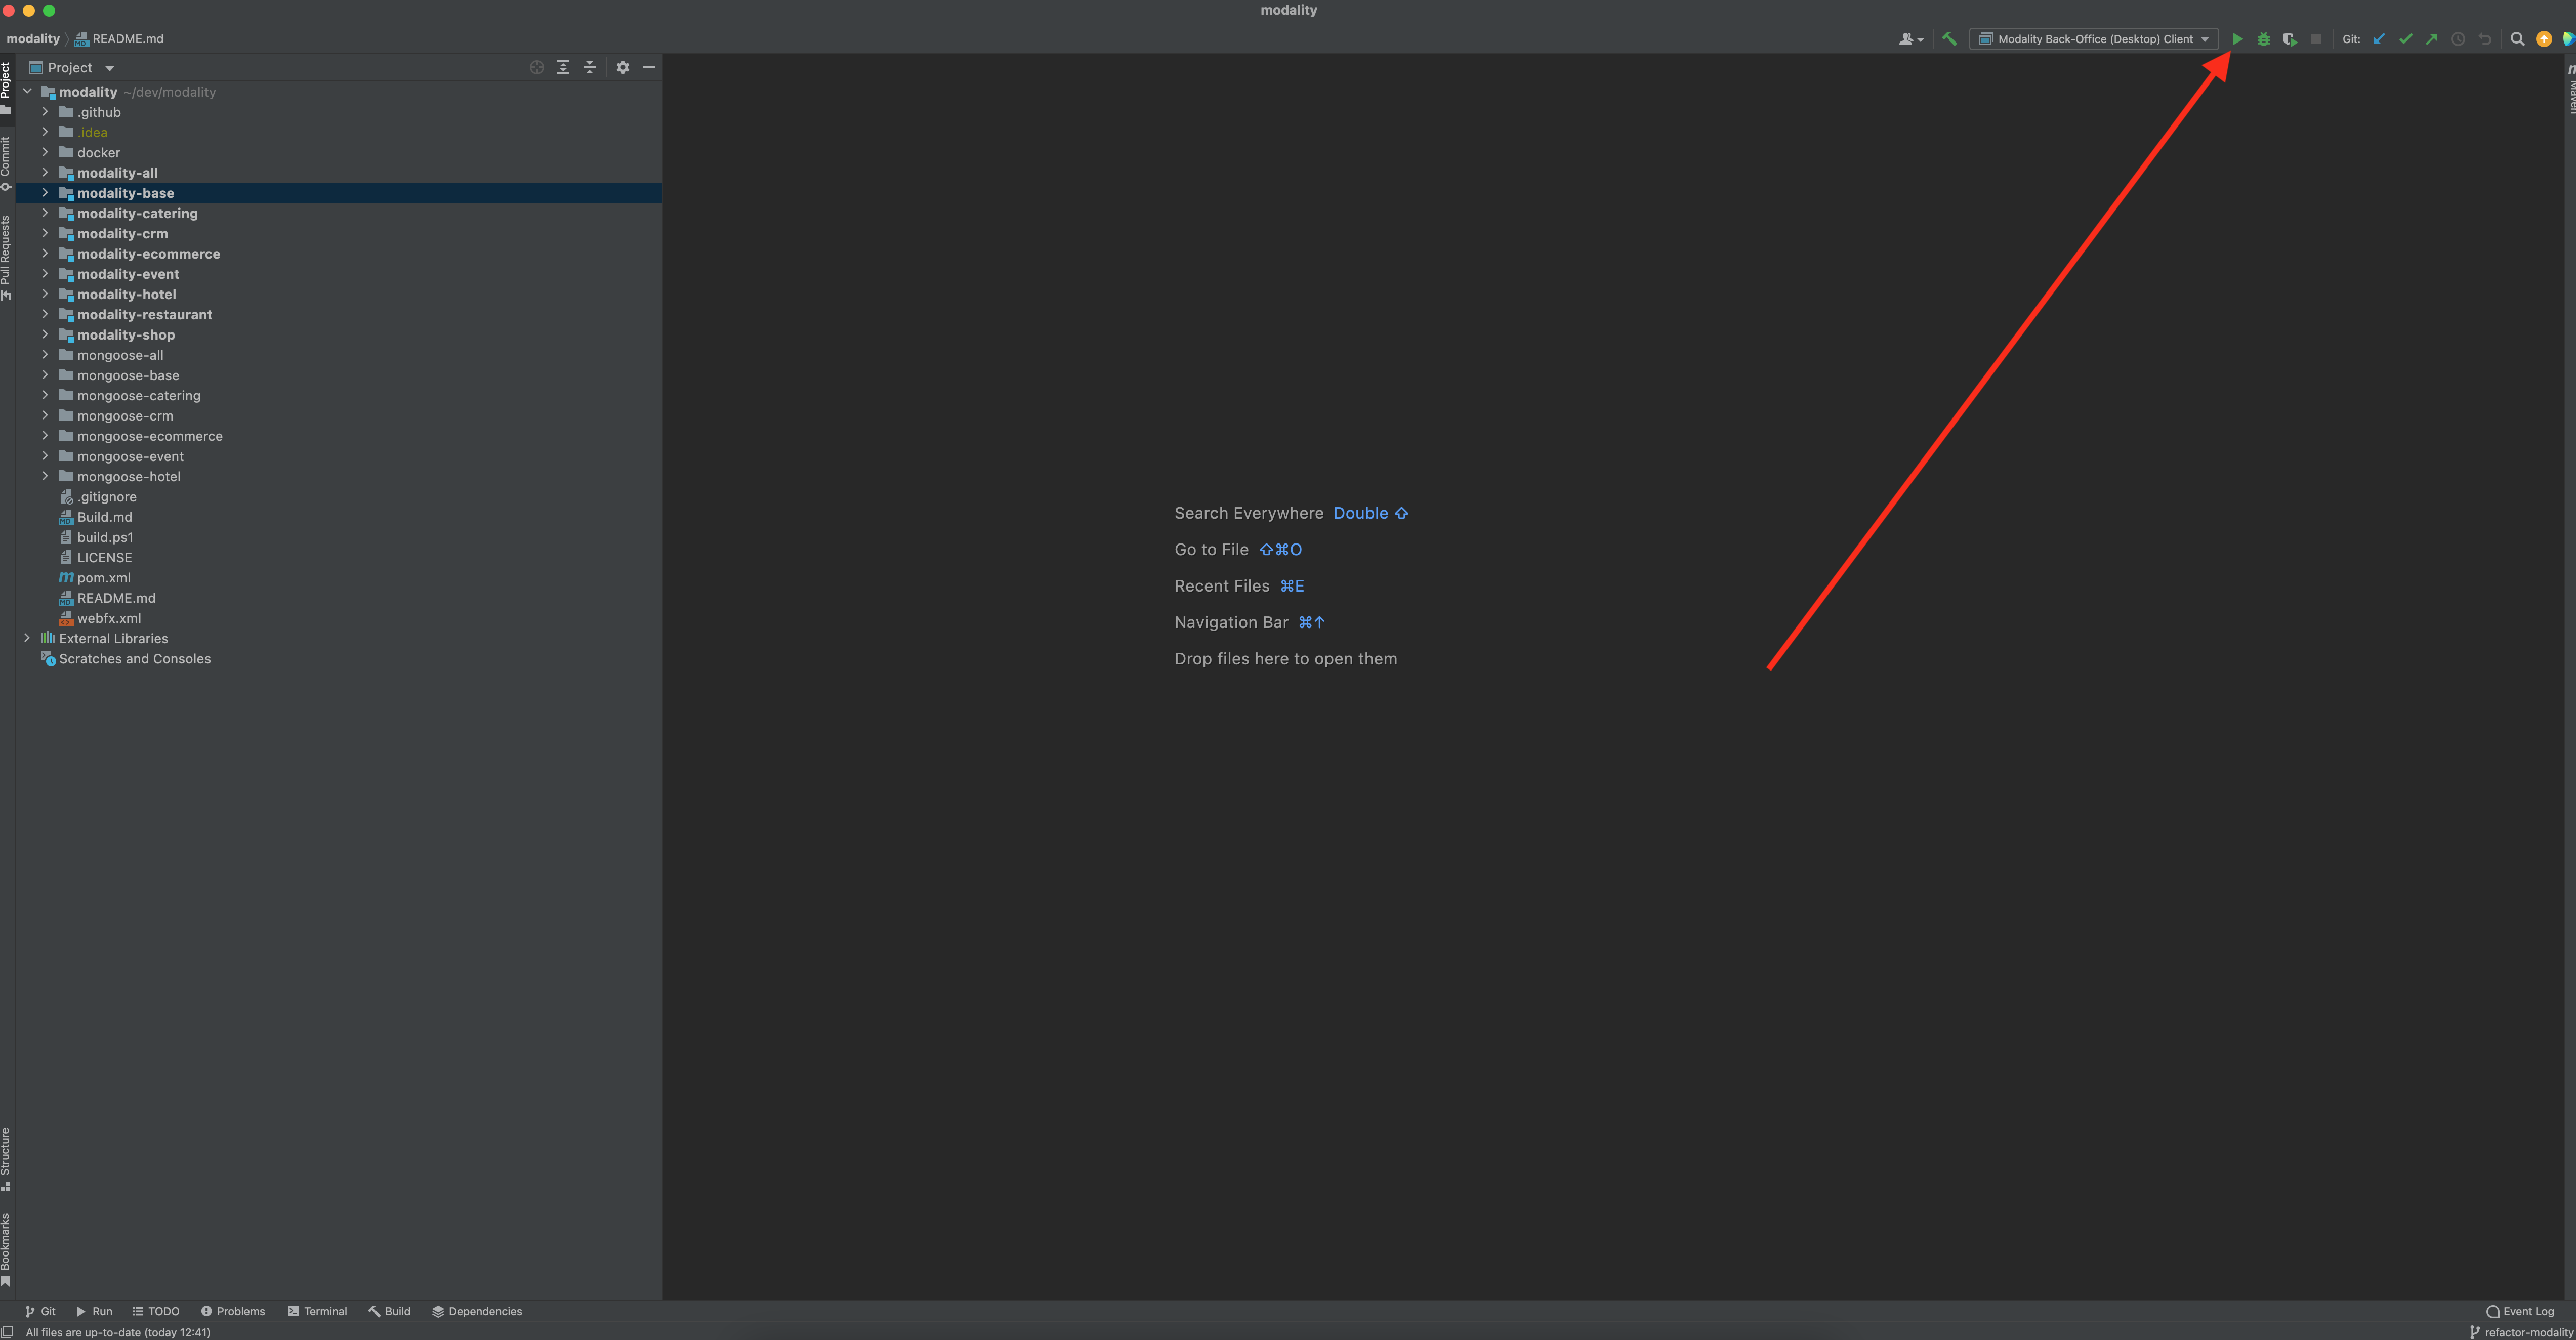 modality
modality README.md
Modality Back-Office (Desktop) Client Git:
Project
Project
modality ~/dev/modality
.github
.idea
docker
modality-all
modality-base
modality-catering
modality-crm
modality-ecommerce
modality-event
modality-hotel
modality-restaurant
modality-shop
mongoose-all
mongoose-base
mongoose-catering
mongoose-crm
mongoose-ecommerce
mongoose-event
mongoose-hotel
.gitignore
Build.md
build.ps1
LICENSE
pom.xml
README.md
webfx.xml
External Libraries
Scratches and Consoles
Commit
Pull Requests
Structure
Bookmarks
Search Everywhere Double ⇧
Go to File ⇧⌘O
Recent Files ⌘E
Navigation Bar ⌘↑
Drop files here to open them
Maven
Git Run TODO Problems Terminal Build Dependencies Event Log
All files are up-to-date (today 12:41) refactor-modality